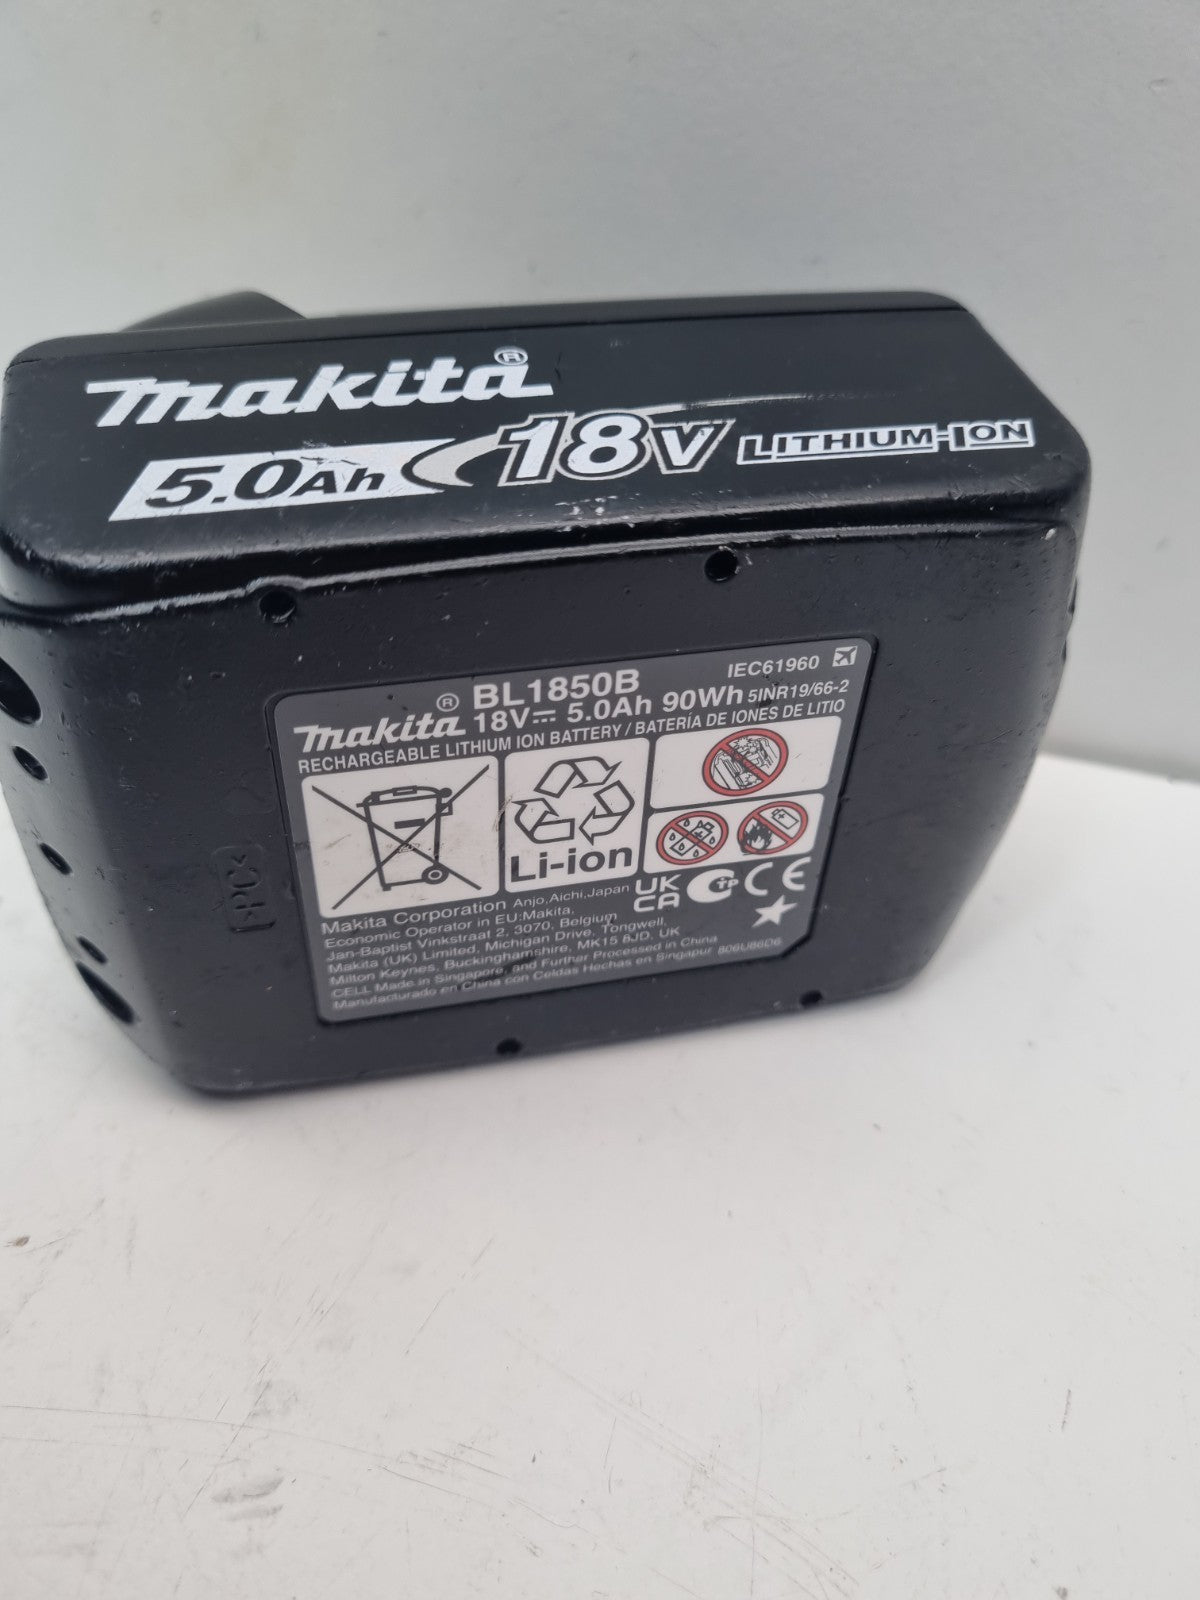 makita®
5.0Ah 18V LITHIUM-ION
IEC61960
makita® BL1850B
18V 5.0Ah 90Wh 5INR19/66-2
RECHARGEABLE LITHIUM ION BATTERY / BATERÍA DE IONES DE LITIO
Li-ion
UK CA CE
Makita Corporation Anjo, Aichi, Japan
Economic Operator in EU: Makita,
Jan-Baptist Vinkstraat 2, 3070, Belgium
Makita (UK) Limited, Michigan Drive, Tongwell,
Milton Keynes, Buckinghamshire, MK15 8JD, UK
CELL Made in Singapore, and Further Processed in China
Manufacturado en China con Celdas Hechas en Singapur 806U86D6
>PC<